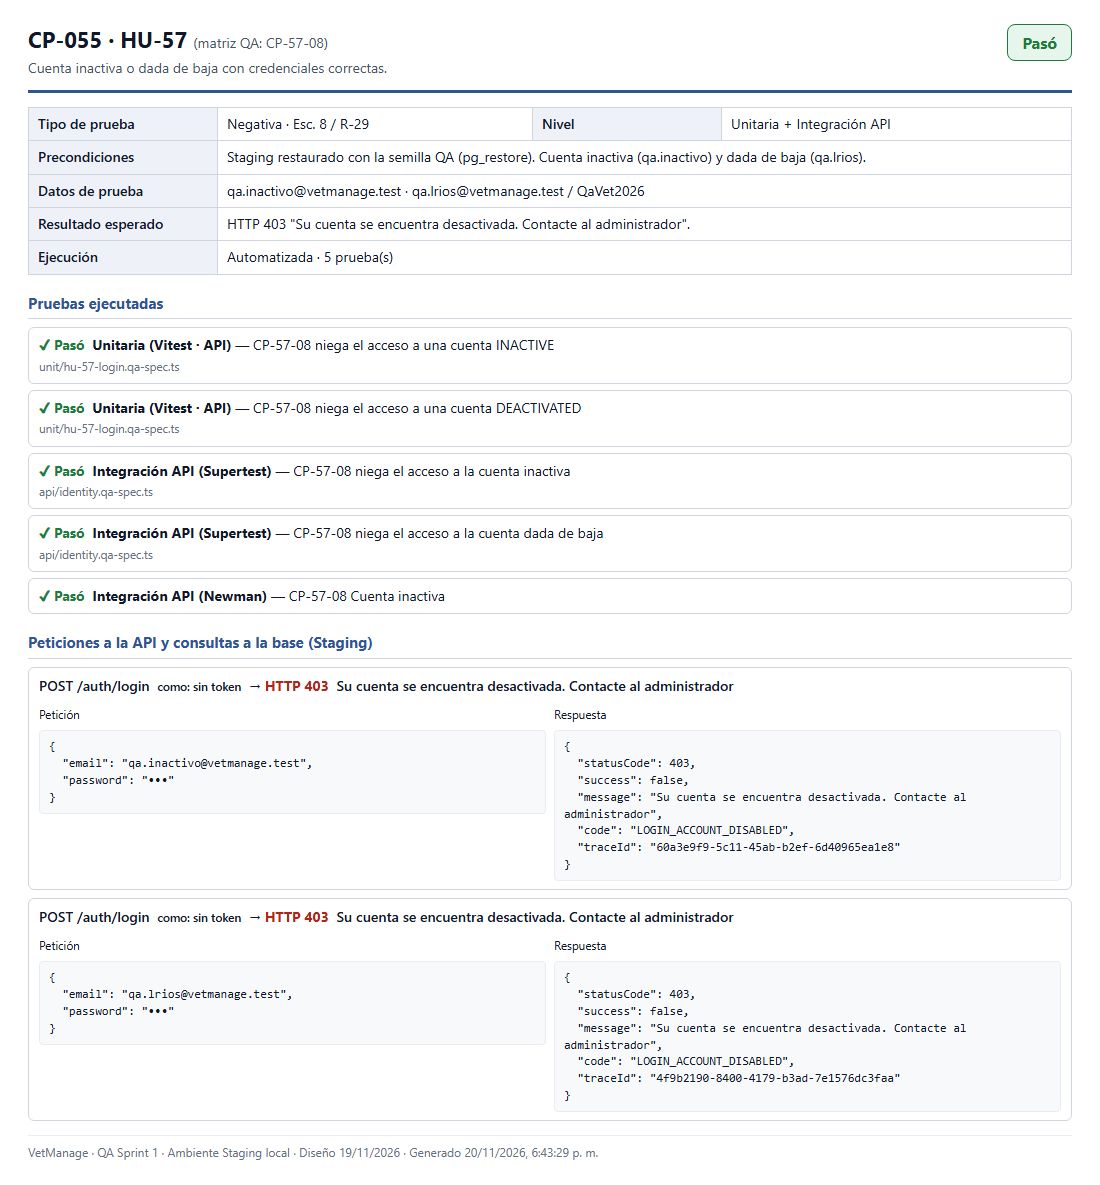 CP-055 · HU-57 (matriz QA: CP-57-08)
Pasó
Cuenta inactiva o dada de baja con credenciales correctas.
Tipo de prueba Negativa · Esc. 8 / R-29 Nivel Unitaria + Integración API
Precondiciones Staging restaurado con la semilla QA (pg_restore). Cuenta inactiva (qa.inactivo) y dada de baja (qa.lrios).
Datos de prueba qa.inactivo@vetmanage.test · qa.lrios@vetmanage.test / QaVet2026
Resultado esperado HTTP 403 "Su cuenta se encuentra desactivada. Contacte al administrador".
Ejecución Automatizada · 5 prueba(s)
Pruebas ejecutadas
✓ Pasó Unitaria (Vitest · API) — CP-57-08 niega el acceso a una cuenta INACTIVE
unit/hu-57-login.qa-spec.ts
✓ Pasó Unitaria (Vitest · API) — CP-57-08 niega el acceso a una cuenta DEACTIVATED
unit/hu-57-login.qa-spec.ts
✓ Pasó Integración API (Supertest) — CP-57-08 niega el acceso a la cuenta inactiva
api/identity.qa-spec.ts
✓ Pasó Integración API (Supertest) — CP-57-08 niega el acceso a la cuenta dada de baja
api/identity.qa-spec.ts
✓ Pasó Integración API (Newman) — CP-57-08 Cuenta inactiva
Peticiones a la API y consultas a la base (Staging)
POST /auth/login como: sin token → HTTP 403 Su cuenta se encuentra desactivada. Contacte al administrador
Petición
{
"email": "qa.inactivo@vetmanage.test",
"password": "•••"
}
Respuesta
{
"statusCode": 403,
"success": false,
"message": "Su cuenta se encuentra desactivada. Contacte al
administrador",
"code": "LOGIN_ACCOUNT_DISABLED",
"traceId": "60a3e9f9-5c11-45ab-b2ef-6d40965ea1e8"
}
POST /auth/login como: sin token → HTTP 403 Su cuenta se encuentra desactivada. Contacte al administrador
Petición
{
"email": "qa.lrios@vetmanage.test",
"password": "•••"
}
Respuesta
{
"statusCode": 403,
"success": false,
"message": "Su cuenta se encuentra desactivada. Contacte al
administrador",
"code": "LOGIN_ACCOUNT_DISABLED",
"traceId": "4f9b2190-8400-4179-b3ad-7e1576dc3faa"
}
VetManage · QA Sprint 1 · Ambiente Staging local · Diseño 19/11/2026 · Generado 20/11/2026, 6:43:29 p. m.